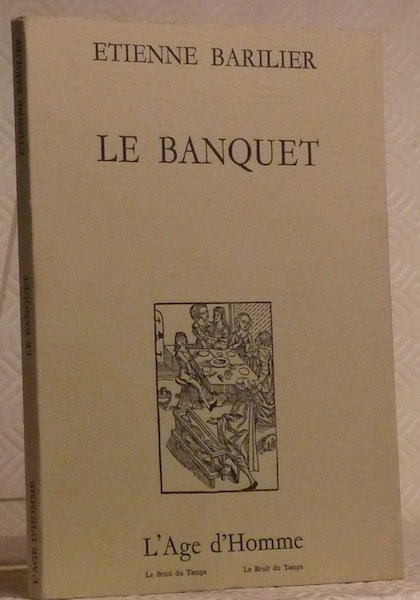 ETIENNE BARILIER
LE BANQUET
L'Age d'Homme
Le Bruit du Temps Le Bruit du Temps
ETIENNE BARILIER
LE BANQUET
L'AGE D'HOMME